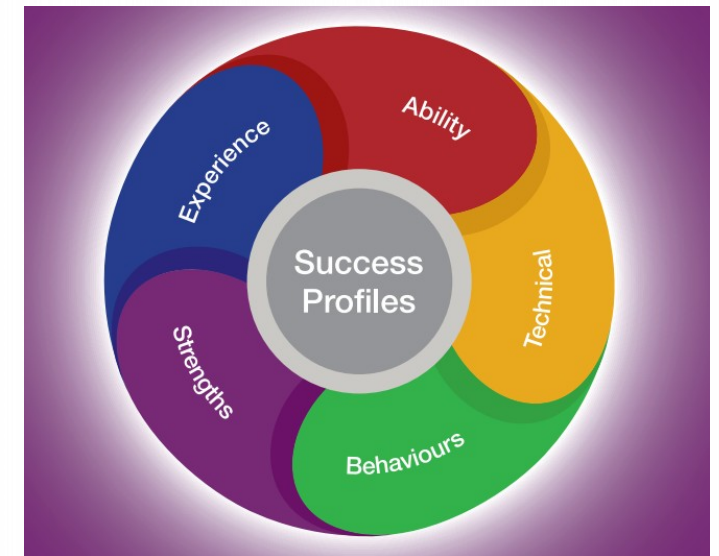 Ability
Experience
Success
Profiles
Technical
Strengths
Behaviours